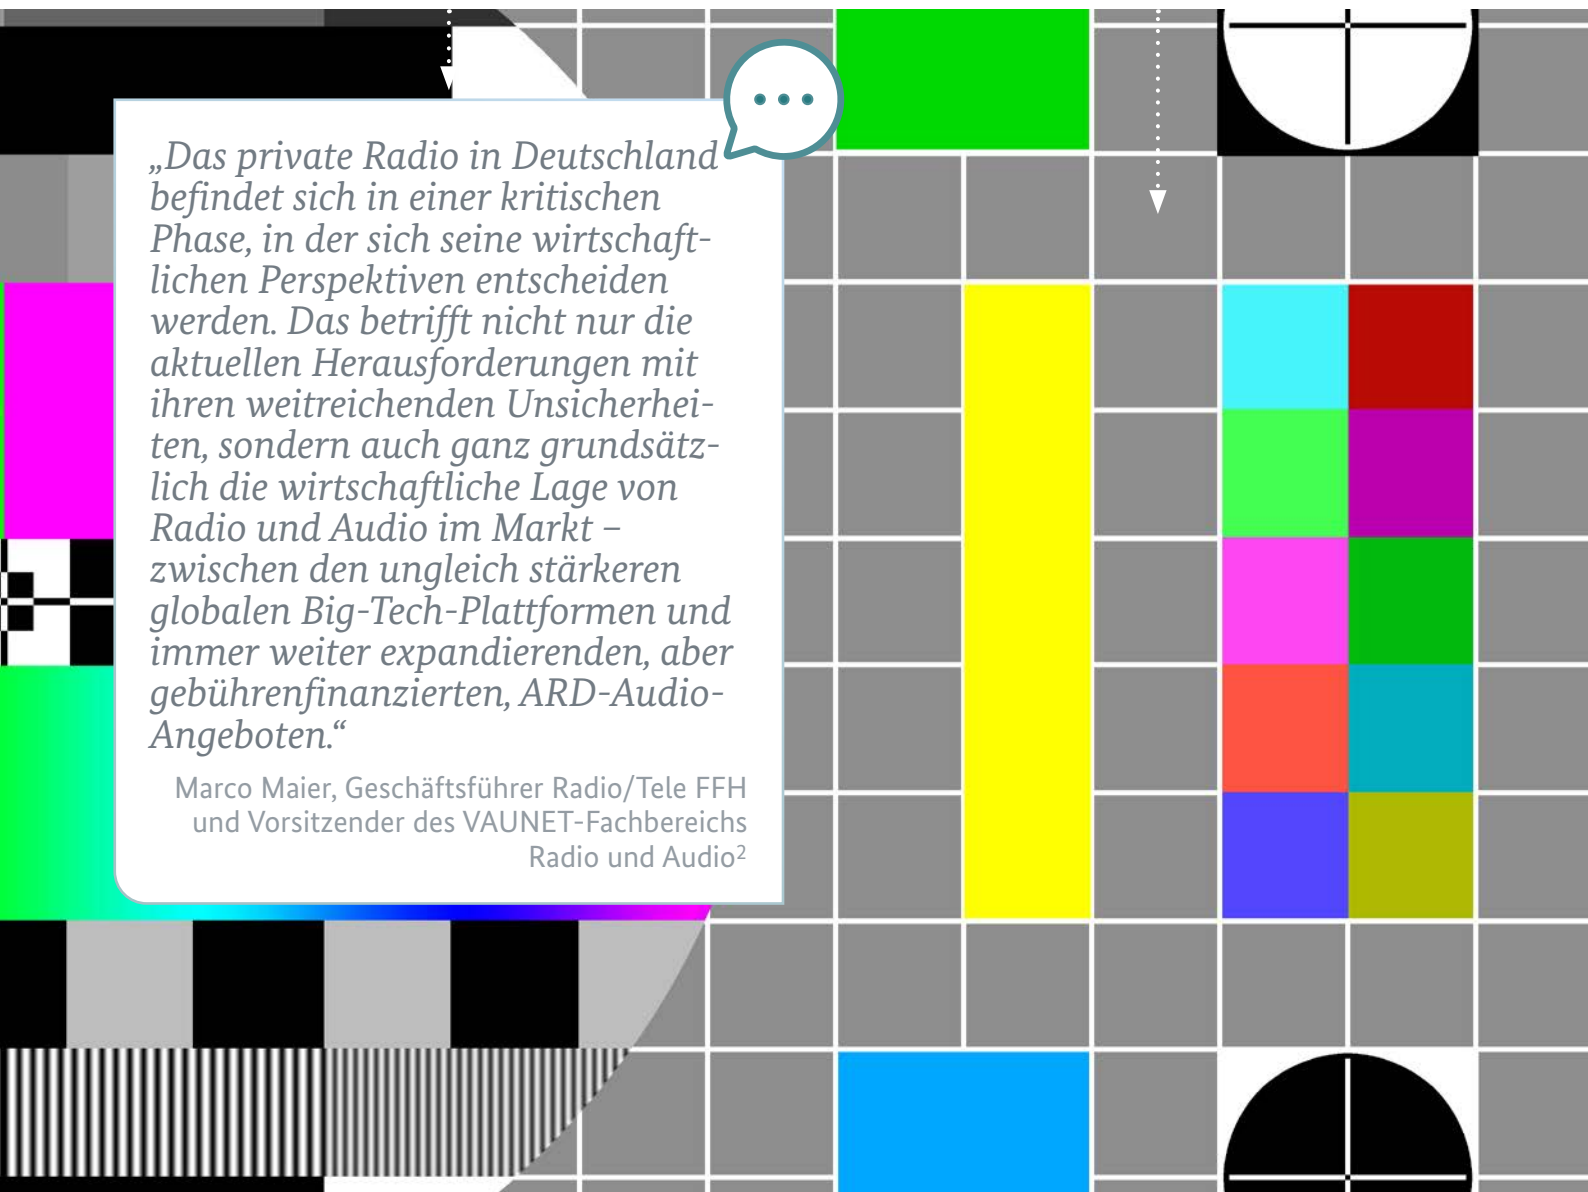 „Das private Radio in Deutschland
befindet sich in einer kritischen
Phase, in der sich seine wirtschaft-
lichen Perspektiven entscheiden
werden. Das betrifft nicht nur die
aktuellen Herausforderungen mit
ihren weitreichenden Unsicherhei-
ten, sondern auch ganz grundsätz-
lich die wirtschaftliche Lage von
Radio und Audio im Markt –
zwischen den ungleich stärkeren
globalen Big-Tech-Plattformen und
immer weiter expandierenden, aber
gebührenfinanzierten, ARD-Audio-
Angeboten.“
Marco Maier, Geschäftsführer Radio/Tele FFH
und Vorsitzender des VAUNET-Fachbereichs
Radio und Audio²